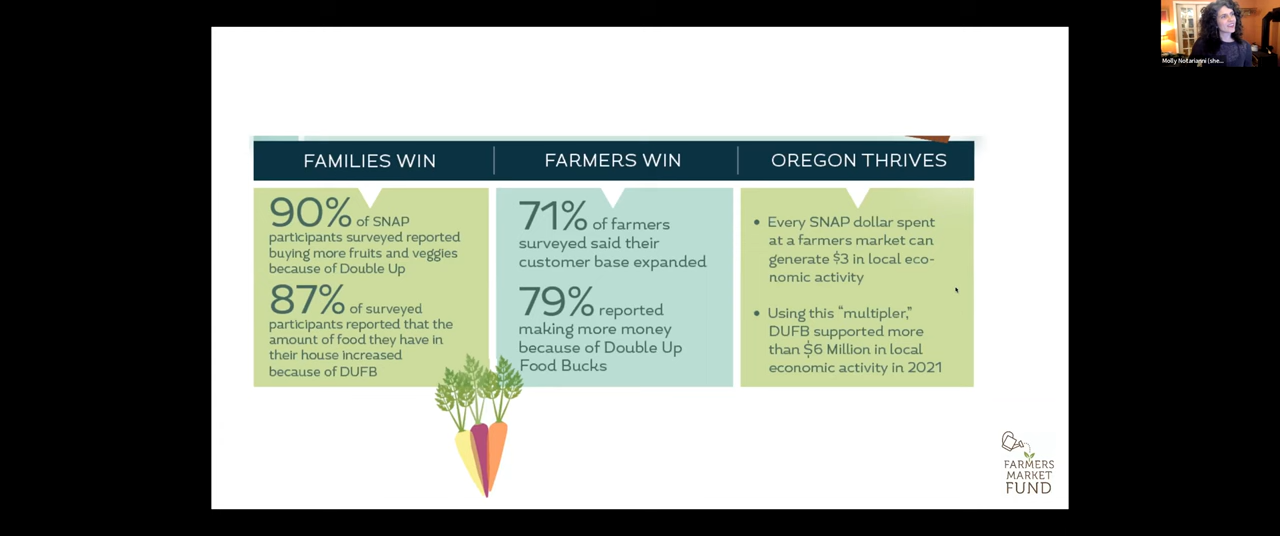 Molly Notarianni (she...
FAMILIES WIN
FARMERS WIN
OREGON THRIVES
90% of SNAP
participants surveyed reported
buying more fruits and veggies
because of Double Up
87% of surveyed
participants reported that the
amount of food they have in
their house increased
because of DUFB
71% of farmers
surveyed said their
customer base expanded
79% reported
making more money
because of Double Up
Food Bucks
• Every SNAP dollar spent
at a farmers market can
generate $3 in local eco-
nomic activity
• Using this “multipler,”
DUFB supported more
than $6 Million in local
economic activity in 2021
FARMERS
MARKET
FUND